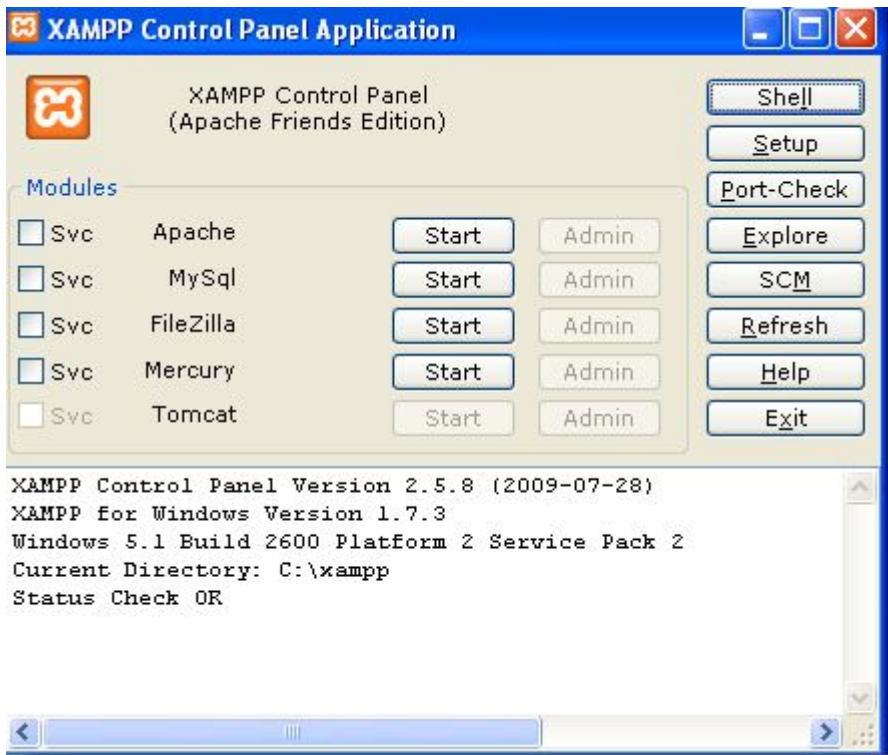 XAMPP Control Panel Application
XAMPP Control Panel
(Apache Friends Edition)
Shell
Setup
Modules
Port-Check
Svc Apache Start Admin Explore
Svc MySql Start Admin SCM
Svc FileZilla Start Admin Refresh
Svc Mercury Start Admin Help
Svc Tomcat Start Admin Exit
XAMPP Control Panel Version 2.5.8 (2009-07-28)
XAMPP for Windows Version 1.7.3
Windows 5.1 Build 2600 Platform 2 Service Pack 2
Current Directory: C:\xampp
Status Check OK